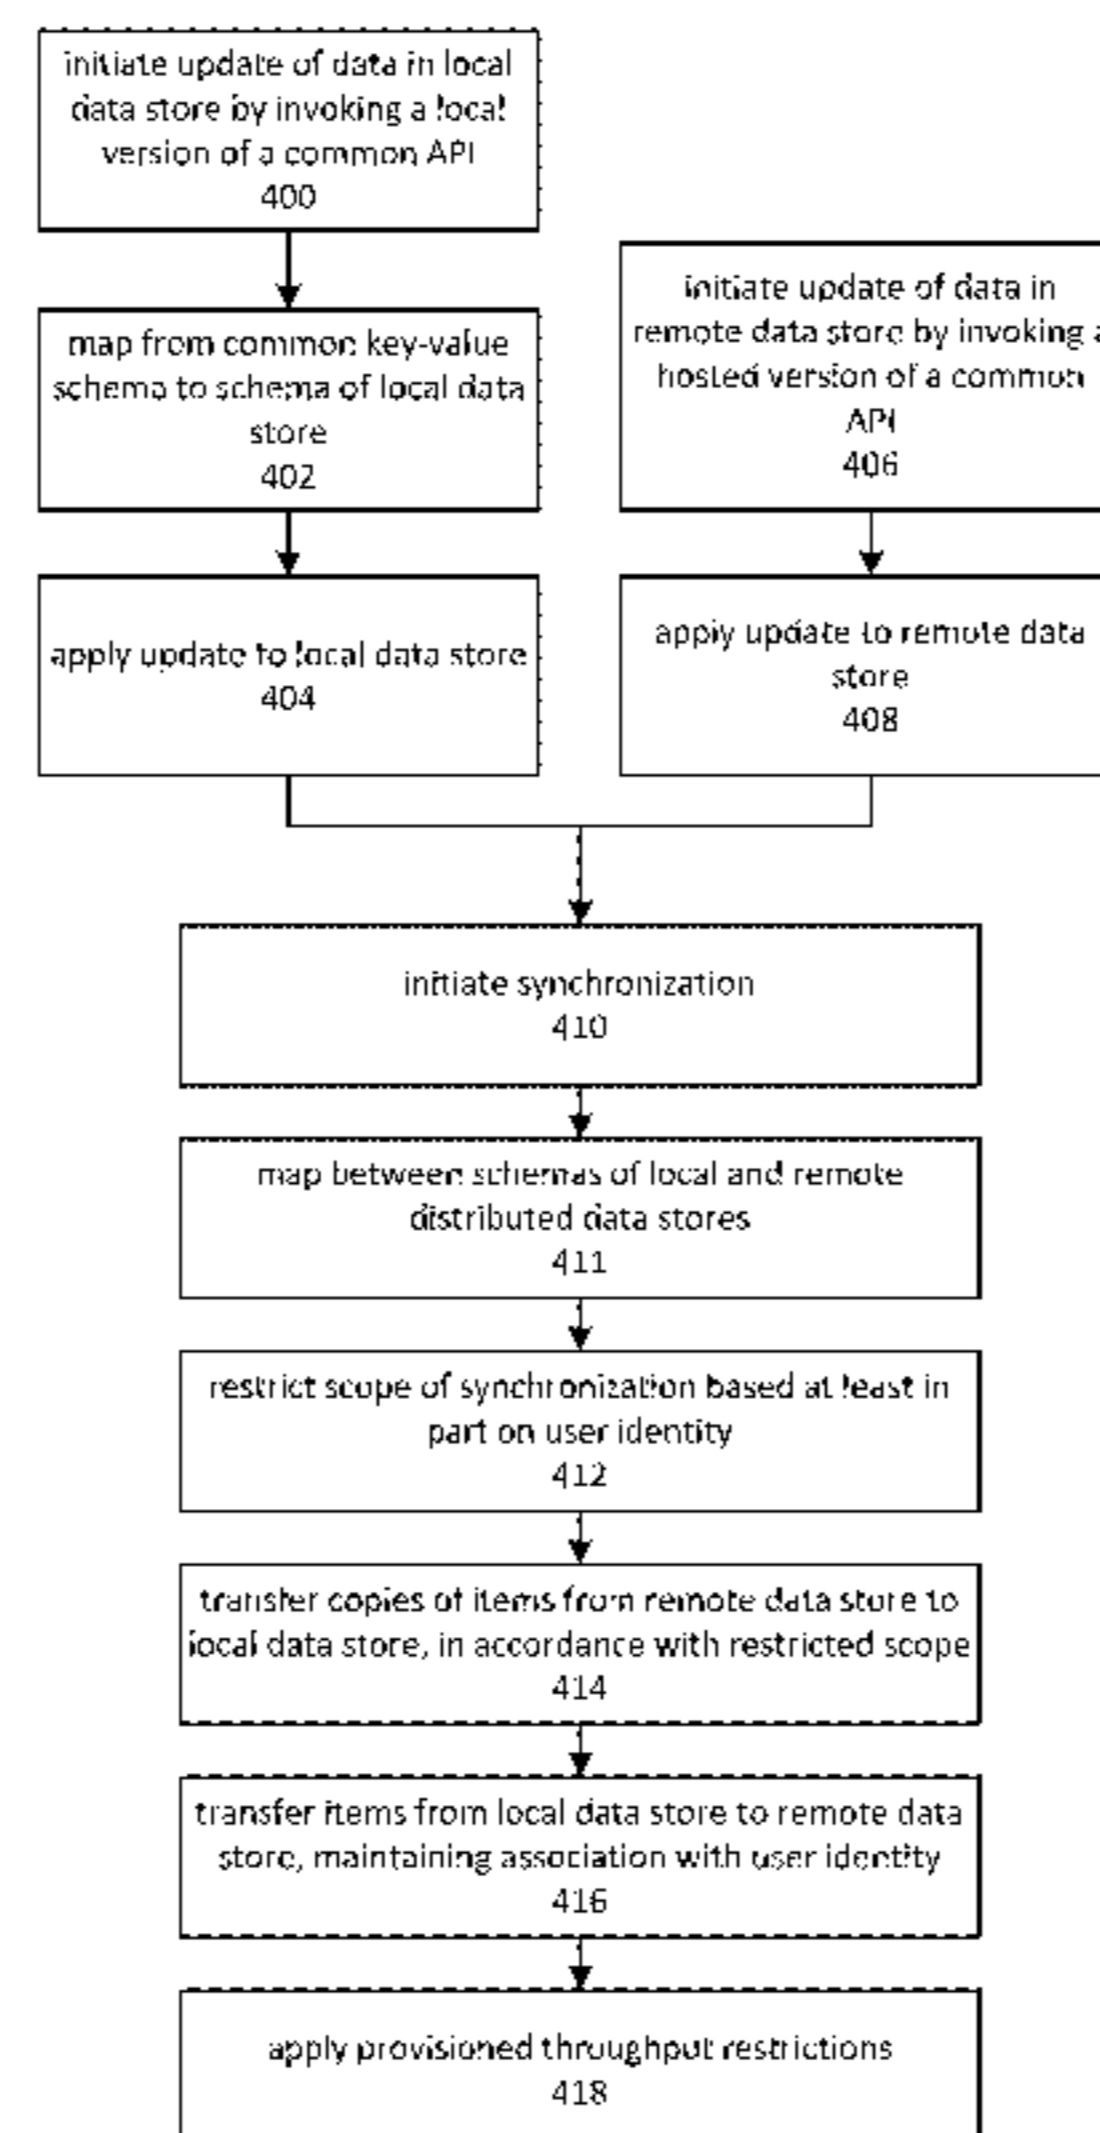 initiate update of data in local
data store by invoking a local
version of a common API
400
map from common key-value
schema to schema of local data
store
402
apply update to local data store
404
initiate update of data in
remote data store by invoking a
hosted version of a common
API
406
apply update to remote data
store
408
initiate synchronization
410
map between schemas of local and remote
distributed data stores
411
restrict scope of synchronization based at least in
part on user identity
412
transfer copies of items from remote data store to
local data store, in accordance with restricted scope
414
transfer items from local data store to remote data
store, maintaining association with user identity
416
apply provisioned throughput restrictions
418